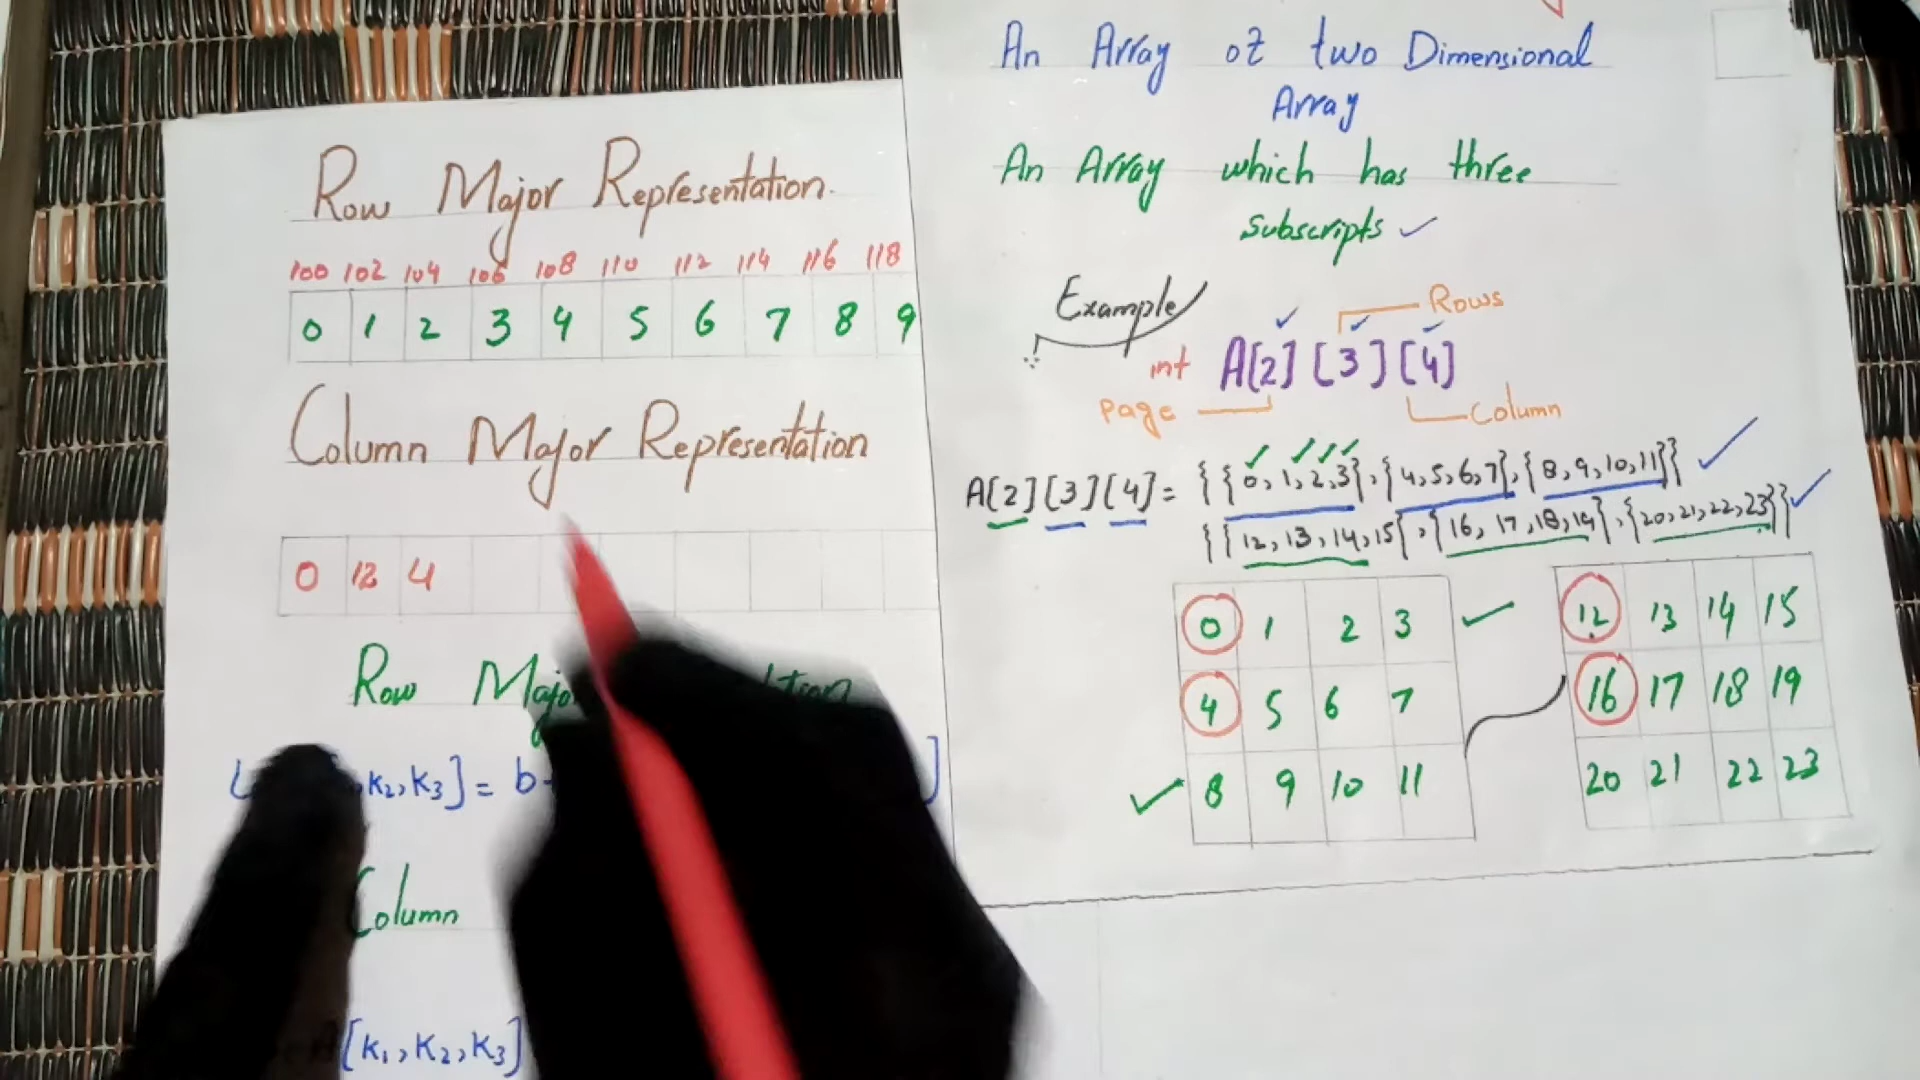 Row Major Representation.
100 102 104 106 108 110 112 114 116 118
0 1 2 3 4 5 6 7 8 9
Column Major Representation
0 12 4
Row Major
K2, K3] = b
]
Column
A[K1, K2, K3]
An Array of two Dimensional
Array
An Array which has three
Subscripts ✓
Example
Rows
int A[2] [3] [4]
Page
Column
A[2][3][4] = {{0, 1, 2, 3}, {4, 5, 6, 7}, {8, 9, 10, 11}}
{{12, 13, 14, 15}, {16, 17, 18, 19}, {20, 21, 22, 23}}
0 1 2 3
4 5 6 7
8 9 10 11
12 13 14 15
16 17 18 19
20 21 22 23